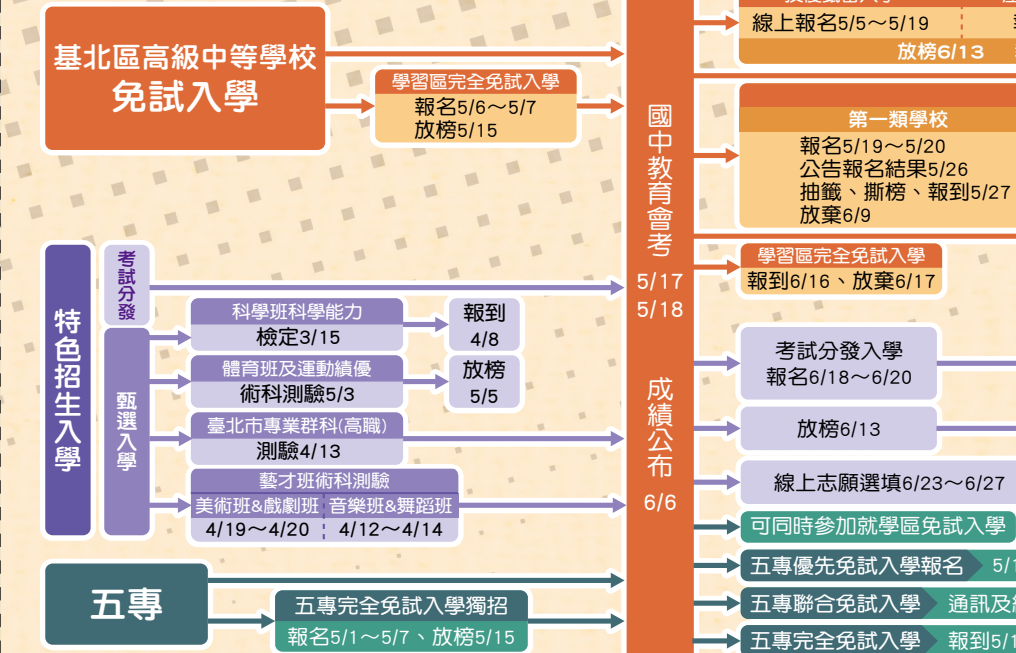 基北區高級中等學校
免試入學
學習區完全免試入學
報名5/6～5/7
放榜5/15
特色招生入學
考試分發
甄選入學
科學班科學能力
檢定3/15
報到
4/8
體育班及運動績優
術科測驗5/3
放榜
5/5
臺北市專業群科(高職)
測驗4/13
藝才班術科測驗
美術班&戲劇班
4/19～4/20
音樂班&舞蹈班
4/12～4/14
五專
五專完全免試入學獨招
報名5/1～5/7、放榜5/15
國中教育會考
5/17
5/18
成績公布
6/6
線上報名5/5～5/19
放榜6/13
第一類學校
報名5/19～5/20
公告報名結果5/26
抽籤、撕榜、報到5/27
放棄6/9
學習區完全免試入學
報到6/16、放棄6/17
考試分發入學
報名6/18～6/20
放榜6/13
線上志願選填6/23～6/27
可同時參加就學區免試入學
五專優先免試入學報名
五專聯合免試入學 通訊及
五專完全免試入學 報到5/1